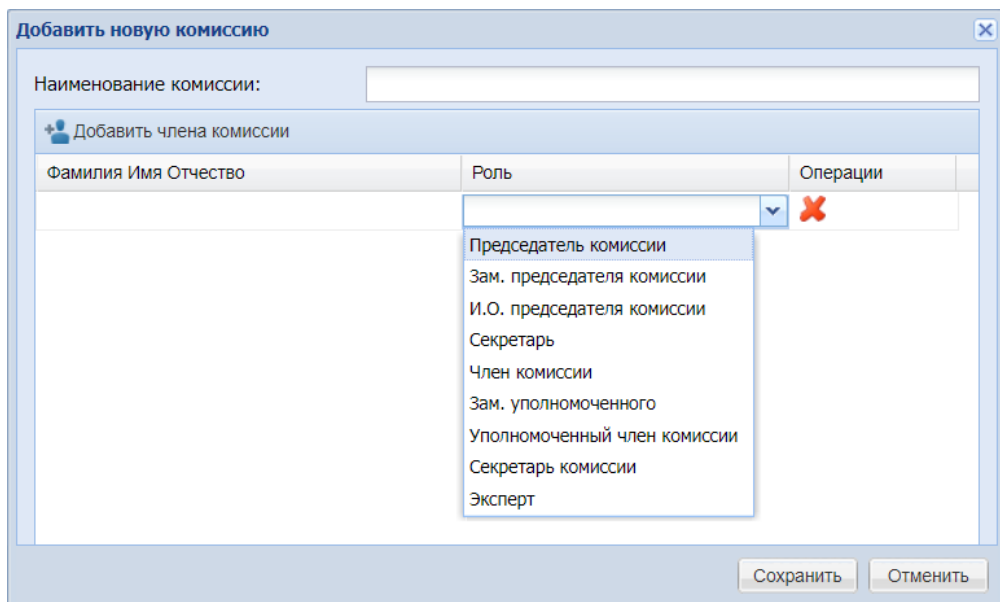 Добавить новую комиссию
Наименование комиссии:
Добавить члена комиссии
Фамилия Имя Отчество Роль Операции
Председатель комиссии
Зам. председателя комиссии
И.О. председателя комиссии
Секретарь
Член комиссии
Зам. уполномоченного
Уполномоченный член комиссии
Секретарь комиссии
Эксперт
Сохранить Отменить